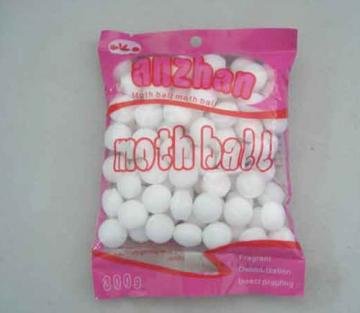 anzhan
Moth ball moth ball
moth ball
Fragrant
Deodorization
Insect proofing
300g